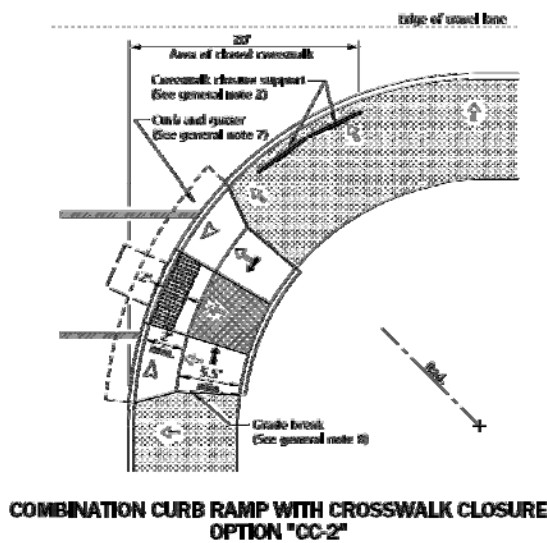 Edge of travel lane
20'
Area of closed crosswalk
Crosswalk closure support
(See general note 2)
Curb and gutter
(See general note 7)
2'
5.5'
Rad.
Grade break
(See general note 8)
COMBINATION CURB RAMP WITH CROSSWALK CLOSURE
OPTION "CC-2"